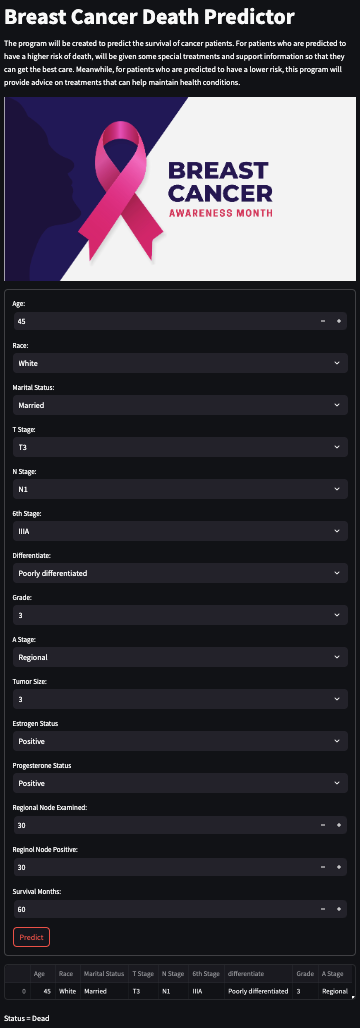 Breast Cancer Death Predictor
The program will be created to predict the survival of cancer patients. For patients who are predicted to
have a higher risk of death, will be given some special treatments and support information so that they
can get the best care. Meanwhile, for patients who are predicted to have a lower risk, this program will
provide advice on treatments that can help maintain health conditions.
BREAST
CANCER
AWARENESS MONTH
Age:
45
Race:
White
Marital Status:
Married
T Stage:
T3
N Stage:
N1
6th Stage:
IIIA
Differentiate:
Poorly differentiated
Grade:
3
A Stage:
Regional
Tumor Size:
3
Estrogen Status
Positive
Progesterone Status
Positive
Regional Node Examined:
30
Reginol Node Positive:
30
Survival Months:
60
Predict
Age Race Marital Status T Stage N Stage 6th Stage differentiate Grade A Stage
0 45 White Married T3 N1 IIIA Poorly differentiated 3 Regional
Status = Dead